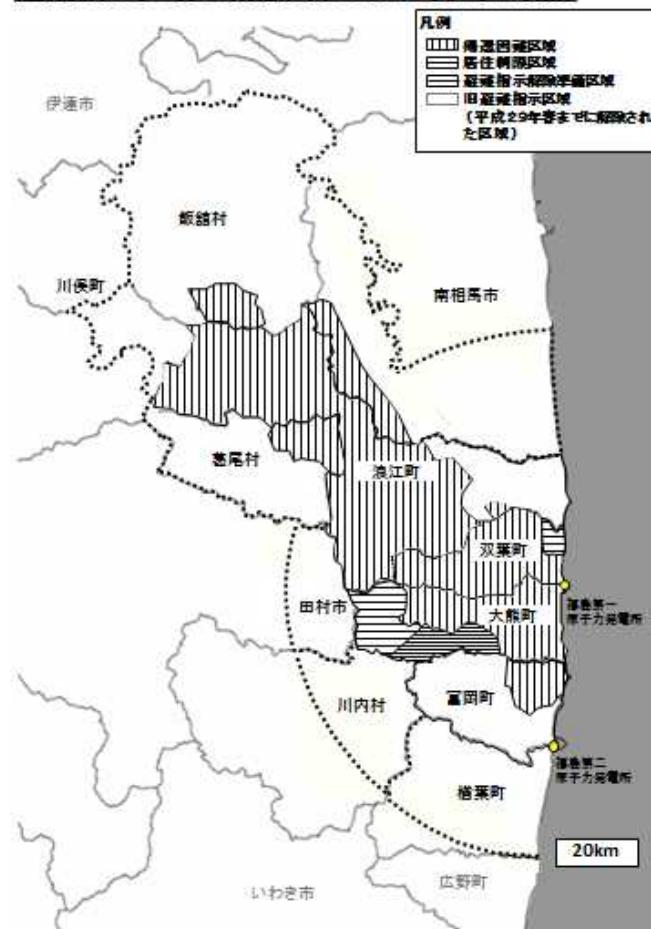 凡例
帰還困難区域
居住制限区域
避難指示解除準備区域
旧避難指示区域
(平成29年春までに解除され
た区域)
伊達市
飯舘村
川俣町
南相馬市
葛尾村
浪江町
双葉町
田村市
大熊町
福島第一
原子力発電所
川内村
富岡町
福島第二
原子力発電所
楢葉町
20km
広野町
いわき市